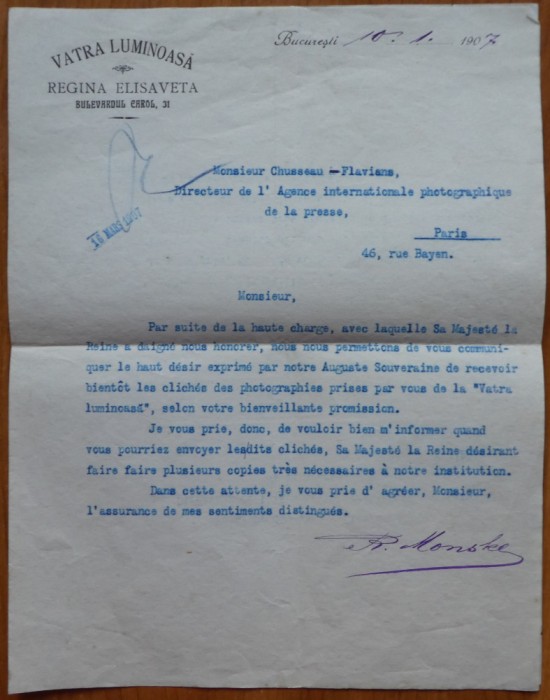 VATRA LUMINOASĂ
REGINA ELISAVETA
BULEVARDUL CAROL, 31
Bucureşti 10. 1. 1907
Monsieur Chusseau - Flaviens,
Directeur de l' Agence internationale photographique
de la presse,
Paris
46, rue Bayen.
16 MARS 1907
Monsieur,
Par suite de la haute charge, avec laquelle Sa Majesté la
Reine a daigné nous honorer, nous nous permettons de vous communi-
quer le haut désir exprimé par notre Auguste Souveraine de recevoir
bientôt les clichés des photographies prises par vous de la "Vatra
luminoasă", selon votre bienveillante promission.
Je vous prie, donc, de vouloir bien m'informer quand
vous pourriez envoyer lesdits clichés, Sa Majesté la Reine désirant
faire faire plusieurs copies très nécessaires à notre institution.
Dans cette attente, je vous prie d' agréer, Monsieur,
l'assurance de mes sentiments distingués.
R. Monske